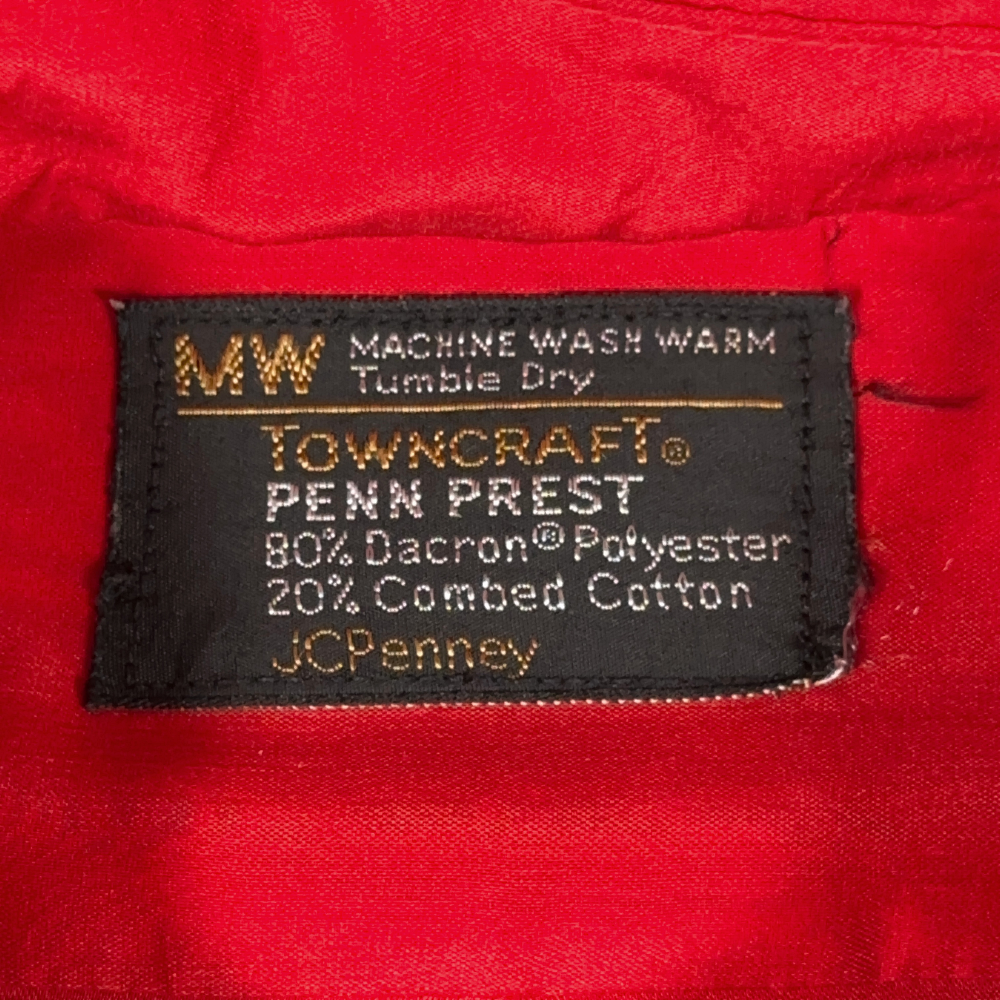 MW MACHINE WASH WARM
Tumble Dry
TOWNCRAFT®
PENN PREST
80% Dacron® Polyester
20% Combed Cotton
JCPenney